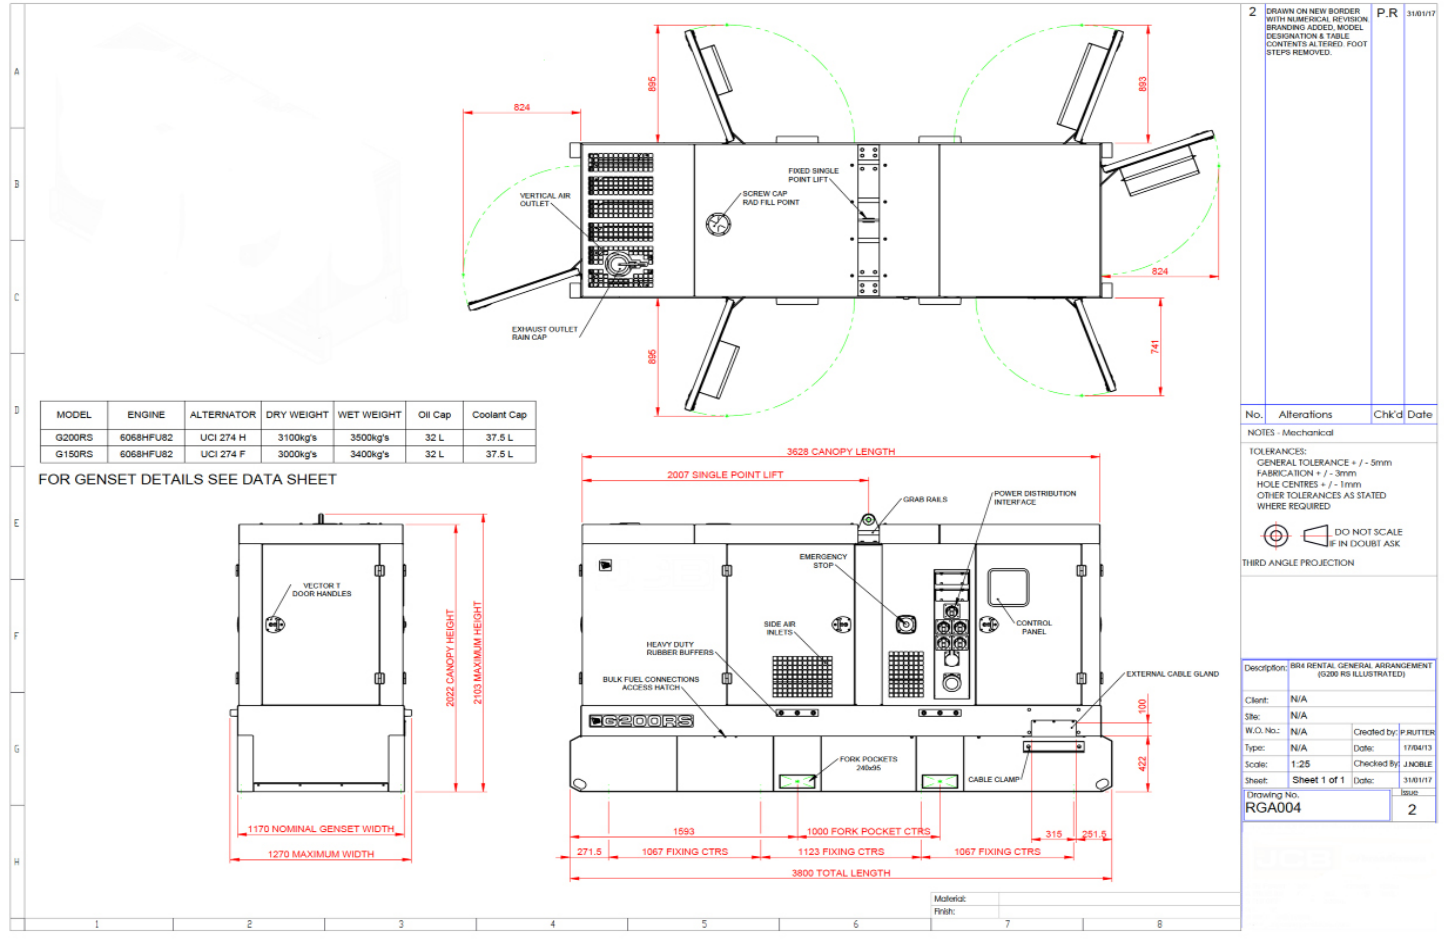 2 DRAWN ON NEW BORDER P.R 31/01/17
WITH NUMERICAL REVISION.
BRANDING ADDED, MODEL
DESIGNATION & TABLE
CONTENTS ALTERED. FOOT
STEPS REMOVED.
A
B
C
D
E
F
G
H
824
895
893
VERTICAL AIR
OUTLET
SCREW CAP
RAD FILL POINT
FIXED SINGLE
POINT LIFT
824
EXHAUST OUTLET
RAIN CAP
895
741
MODEL ENGINE ALTERNATOR DRY WEIGHT WET WEIGHT Oil Cap Coolant Cap
G200RS 6068HFU82 UCI 274 H 3100kg's 3500kg's 32 L 37.5 L
G150RS 6068HFU82 UCI 274 F 3000kg's 3400kg's 32 L 37.5 L
FOR GENSET DETAILS SEE DATA SHEET
No. Alterations Chk'd Date
NOTES - Mechanical
TOLERANCES:
GENERAL TOLERANCE + / - 5mm
FABRICATION + / - 3mm
HOLE CENTRES + / - 1mm
OTHER TOLERANCES AS STATED
WHERE REQUIRED
DO NOT SCALE
IF IN DOUBT ASK
THIRD ANGLE PROJECTION
3628 CANOPY LENGTH
2007 SINGLE POINT LIFT
GRAB RAILS
POWER DISTRIBUTION
INTERFACE
EMERGENCY
STOP
VECTOR T
DOOR HANDLES
2022 CANOPY HEIGHT
2103 MAXIMUM HEIGHT
SIDE AIR
INLETS
CONTROL
PANEL
HEAVY DUTY
RUBBER BUFFERS
BULK FUEL CONNECTIONS
ACCESS HATCH
EXTERNAL CABLE GLAND
G200RS
100
422
FORK POCKETS
240x95
CABLE CLAMP
1170 NOMINAL GENSET WIDTH
1270 MAXIMUM WIDTH
1593
1000 FORK POCKET CTRS
315
251.5
271.5
1067 FIXING CTRS
1123 FIXING CTRS
1067 FIXING CTRS
3800 TOTAL LENGTH
Description: BR4 RENTAL GENERAL ARRANGEMENT
(G200 RS ILLUSTRATED)
Client: N/A
Site: N/A
W.O. No.: N/A Created by: P.RUTTER
Type: N/A Date: 17/04/13
Scale: 1:25 Checked By: J.NOBLE
Sheet: Sheet 1 of 1 Date: 31/01/17
Drawing No. Issue
RGA004 2
Material:
Finish:
1 2 3 4 5 6 7 8